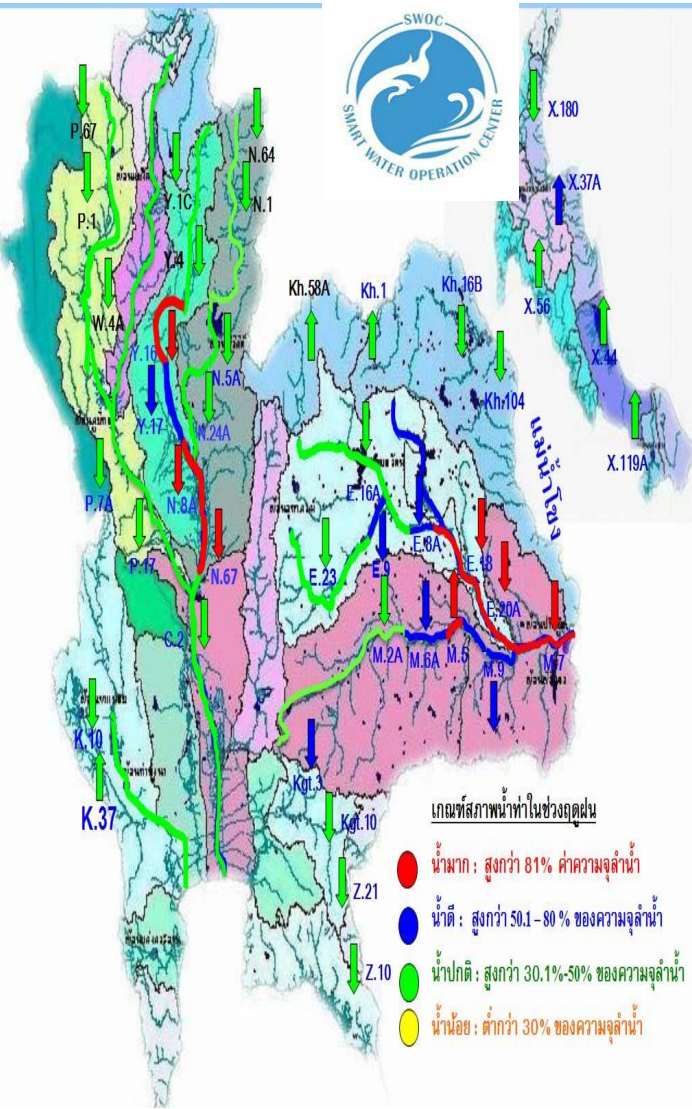 SWOC
SMART WATER OPERATION CENTER
P.67
N.64
X.180
P.1
Y.1C
N.1
X.37A
Y.4
Kh.58A
Kh.1
Kh.16B
W.4A
X.56
Y.16
N.5A
X.44
Kh.104
Y.17
N.24A
แม่น้ำโขง
X.119A
P.7A
N.8A
E.16A
E.8A
P.17
N.67
E.23
E.9
E.18
E.20A
C.2
M.2A
M.6A
M.5
M.9
M.7
K.10
K.37
Kgt.3
Kgt.10
Z.21
Z.10
เกณฑ์สภาพน้ำท่าในช่วงฤดูฝน
น้ำมาก : สูงกว่า 81% ค่าความจุลำน้ำ
น้ำดี : สูงกว่า 50.1 – 80 % ของความจุลำน้ำ
น้ำปกติ : สูงกว่า 30.1%-50% ของความจุลำน้ำ
น้ำน้อย : ต่ำกว่า 30% ของความจุลำน้ำ